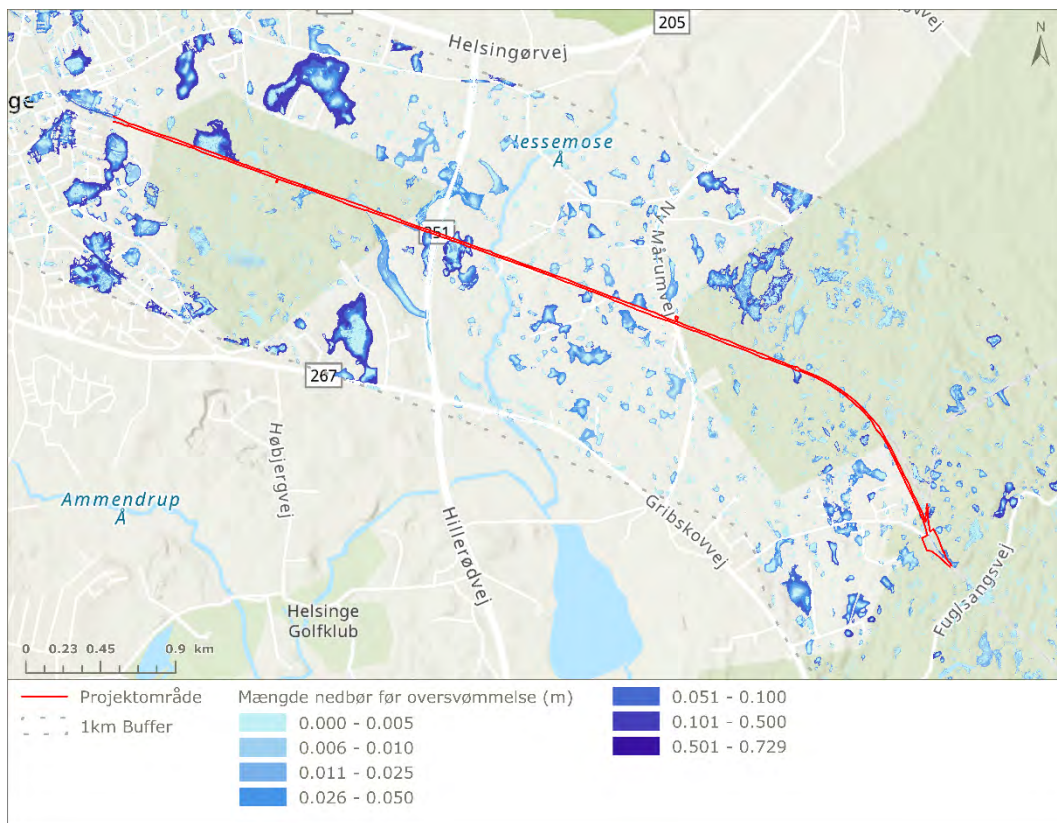 205
N
Helsingørvej
ge
Nessemose
Å
351
Ny Mårumvej
267
Høbjergvej
Ammendrup
Å
Hillerødvej
Gribskovvej
Fuglsangsvej
Helsinge
Golfklub
0 0.23 0.45 0.9 km
Projektområde
1km Buffer
Mængde nedbør før oversvømmelse (m)
0.000 - 0.005
0.006 - 0.010
0.011 - 0.025
0.026 - 0.050
0.051 - 0.100
0.101 - 0.500
0.501 - 0.729